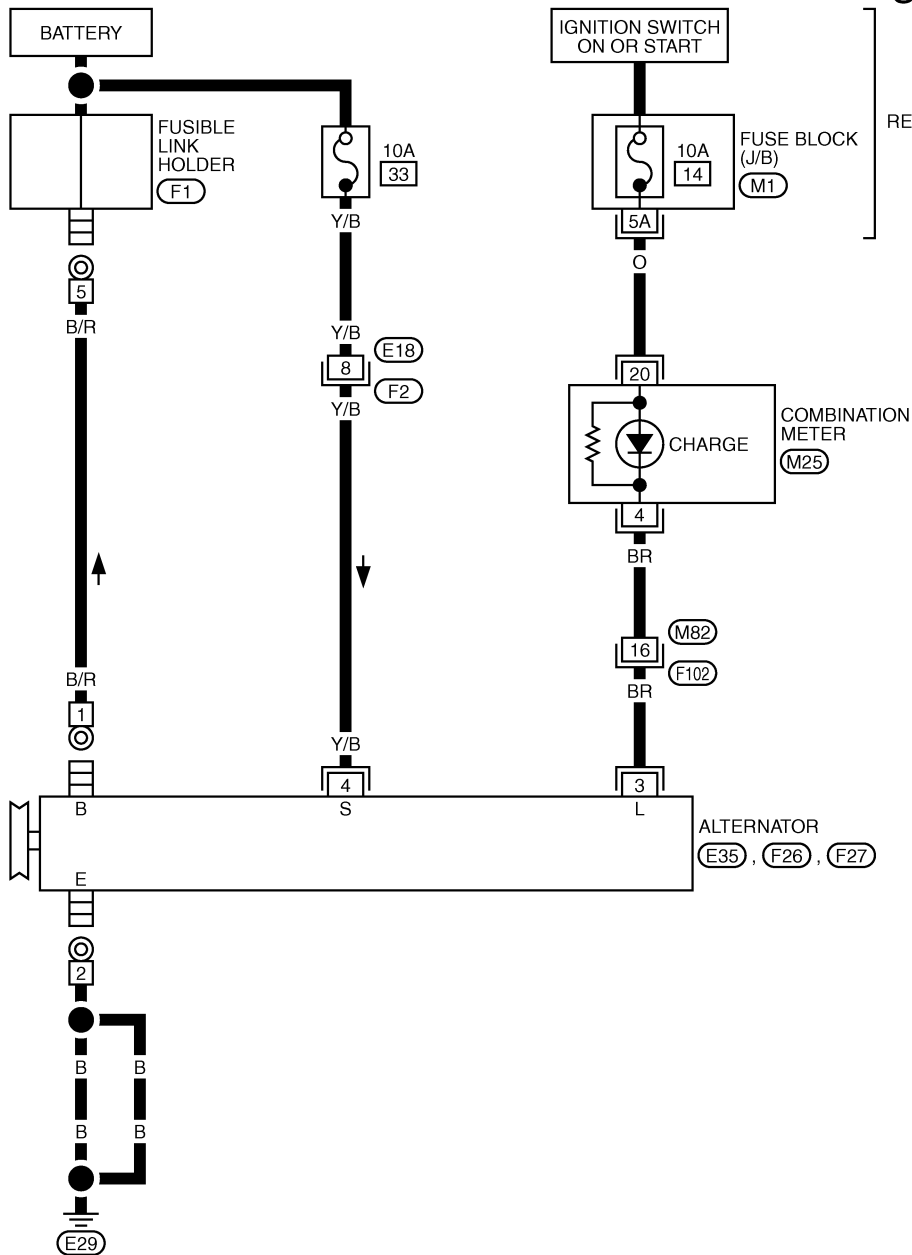 BATTERY
IGNITION SWITCH
ON OR START
FUSIBLE
LINK
HOLDER
F1
10A
33
Y/B
10A
14
FUSE BLOCK
(J/B)
M1
RE
5A
O
5
B/R
Y/B
E18
8
F2
Y/B
20
COMBINATION
METER
M25
CHARGE
4
BR
M82
16
F102
BR
B/R
1
Y/B
4
3
B
S
L
ALTERNATOR
E35 , F26 , F27
E
2
B
B
B
B
E29